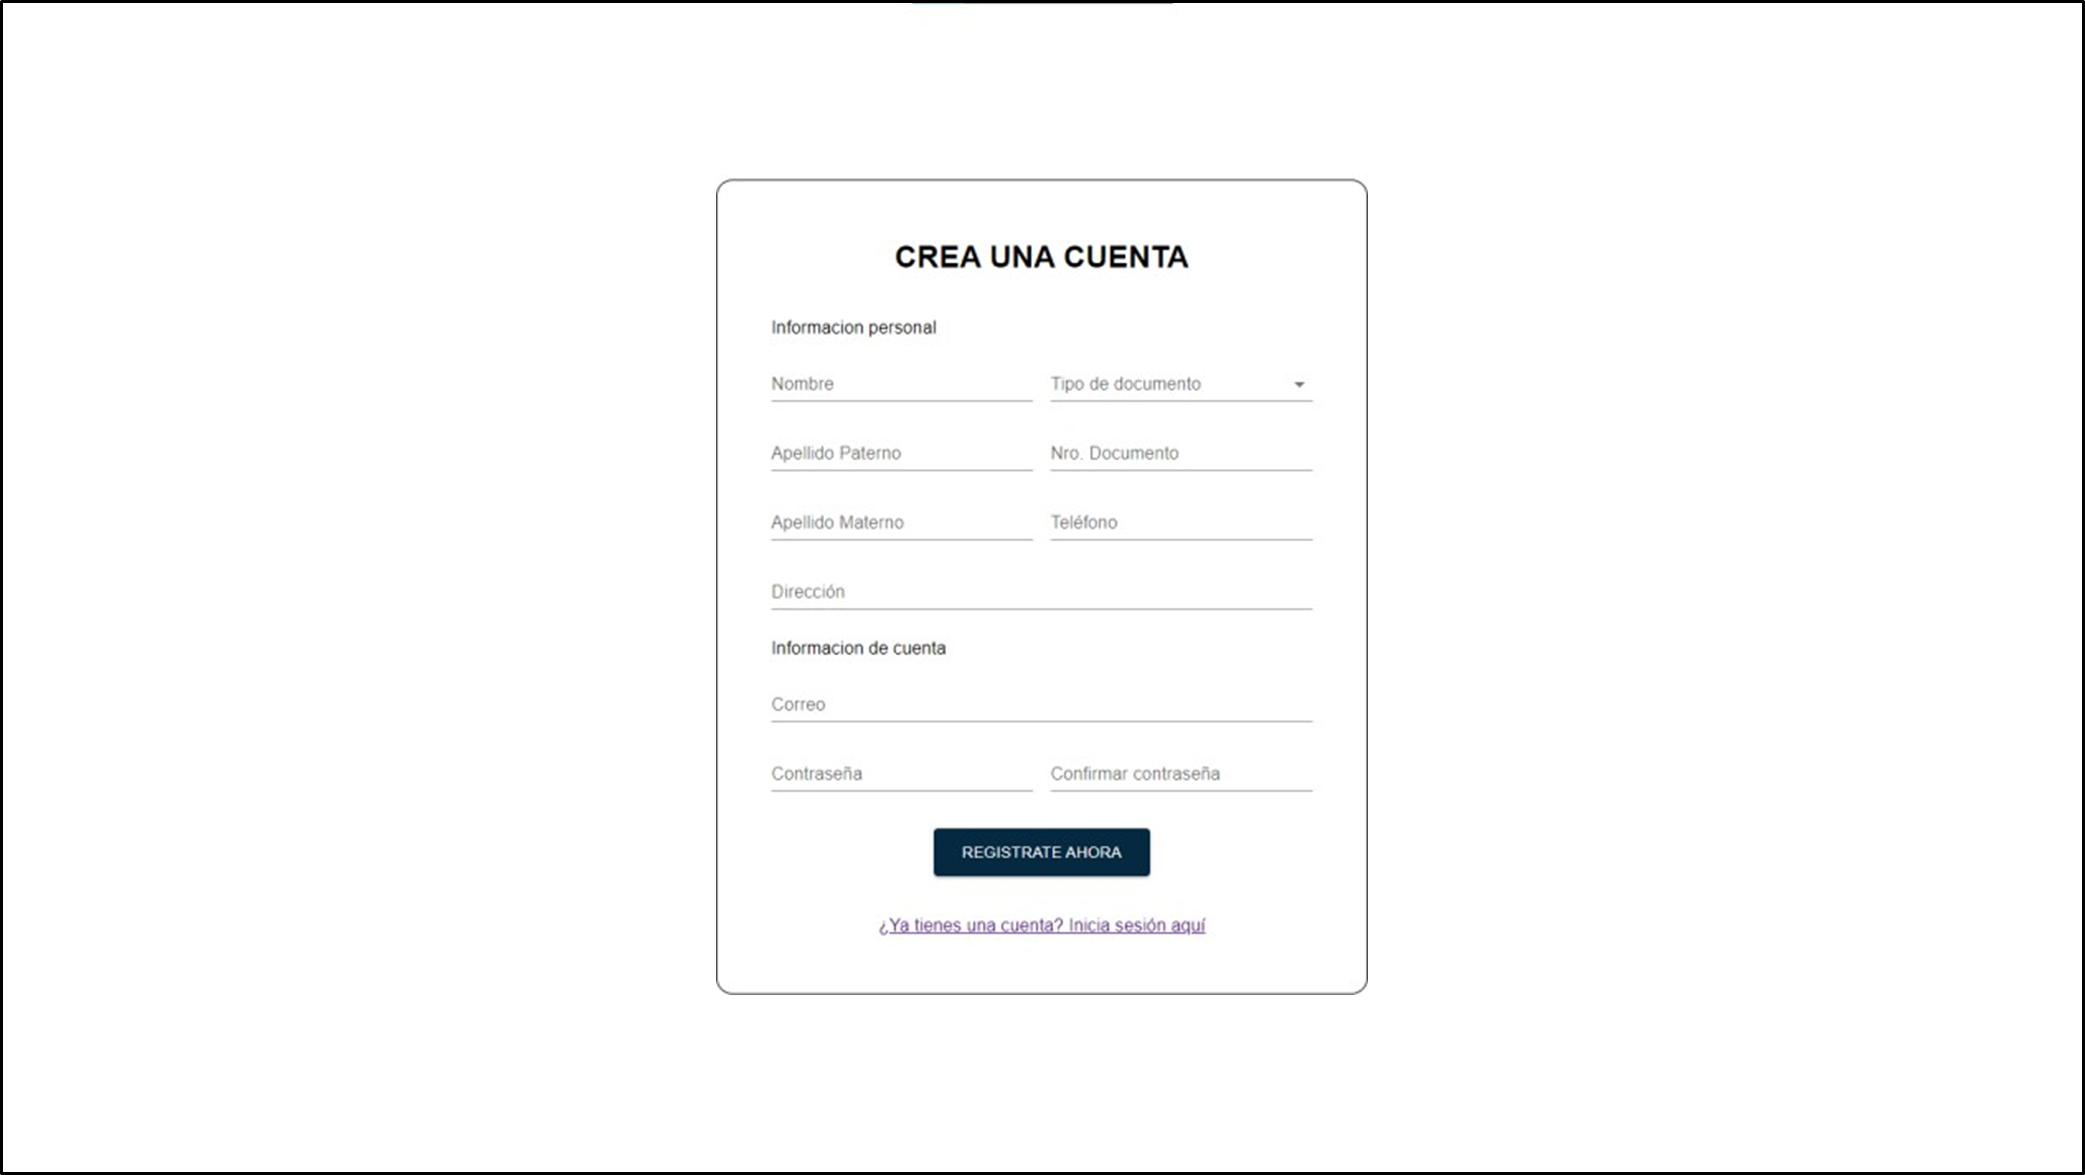 CREA UNA CUENTA
Informacion personal
Nombre
Tipo de documento
Apellido Paterno
Nro. Documento
Apellido Materno
Teléfono
Dirección
Informacion de cuenta
Correo
Contraseña
Confirmar contraseña
REGISTRATE AHORA
¿Ya tienes una cuenta? Inicia sesión aquí